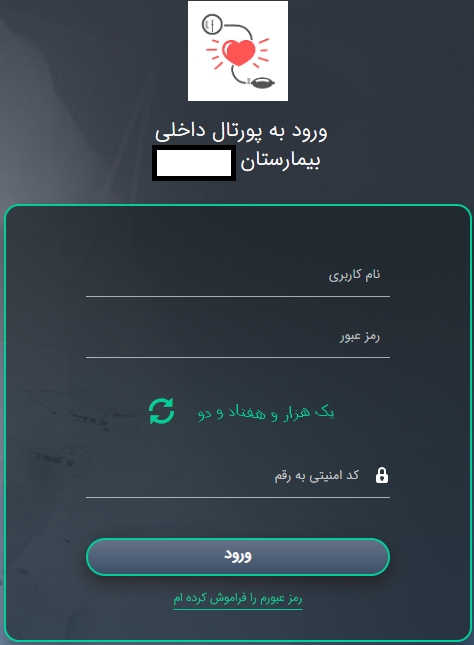 ورود به پورتال داخلی
بیمارستان
نام کاربری
رمز عبور
یک هزار و هفتاد و دو
کد امنیتی به رقم
ورود
رمز عبورم را فراموش کرده ام